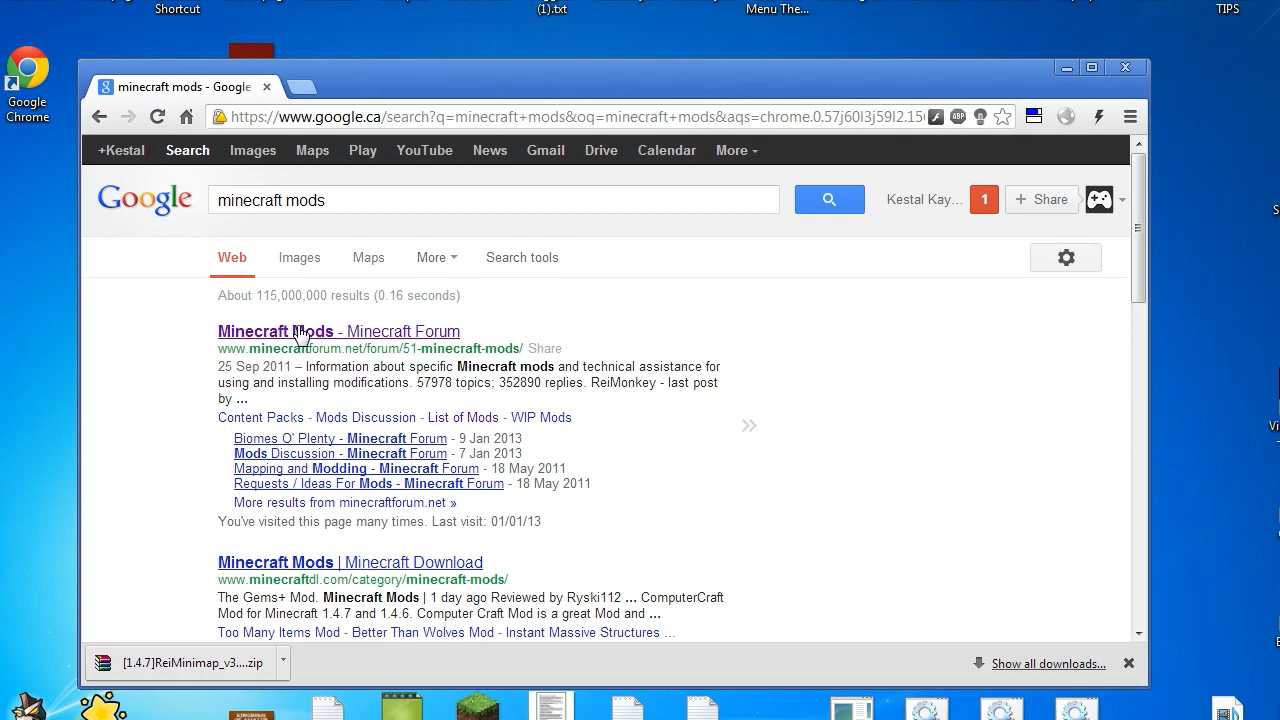 Shortcut
(1).txt
Menu The...
TIPS
Google
Chrome
minecraft mods - Google
https://www.google.ca/search?q=minecraft+mods&oq=minecraft+mods&aqs=chrome.0.57j60l3j59l2.15
ABP
+Kestal Search Images Maps Play YouTube News Gmail Drive Calendar More
Google
minecraft mods
Kestal Kay... 1 + Share
Web Images Maps More Search tools
About 115,000,000 results (0.16 seconds)
Minecraft Mods - Minecraft Forum
www.minecraftforum.net/forum/51-minecraft-mods/ Share
25 Sep 2011 – Information about specific Minecraft mods and technical assistance for
using and installing modifications. 57978 topics; 352890 replies. ReiMonkey - last post
by ...
Content Packs - Mods Discussion - List of Mods - WIP Mods
Biomes O' Plenty - Minecraft Forum - 9 Jan 2013
Mods Discussion - Minecraft Forum - 7 Jan 2013
Mapping and Modding - Minecraft Forum - 18 May 2011
Requests / Ideas For Mods - Minecraft Forum - 18 May 2011
More results from minecraftforum.net »
You've visited this page many times. Last visit: 01/01/13
Minecraft Mods | Minecraft Download
www.minecraftdl.com/category/minecraft-mods/
The Gems+ Mod. Minecraft Mods | 1 day ago Reviewed by Ryski112 ... ComputerCraft
Mod for Minecraft 1.4.7 and 1.4.6. Computer Craft Mod is a great Mod and ...
Too Many Items Mod - Better Than Wolves Mod - Instant Massive Structures ...
[1.4.7]ReiMinimap_v3....zip
Show all downloads...